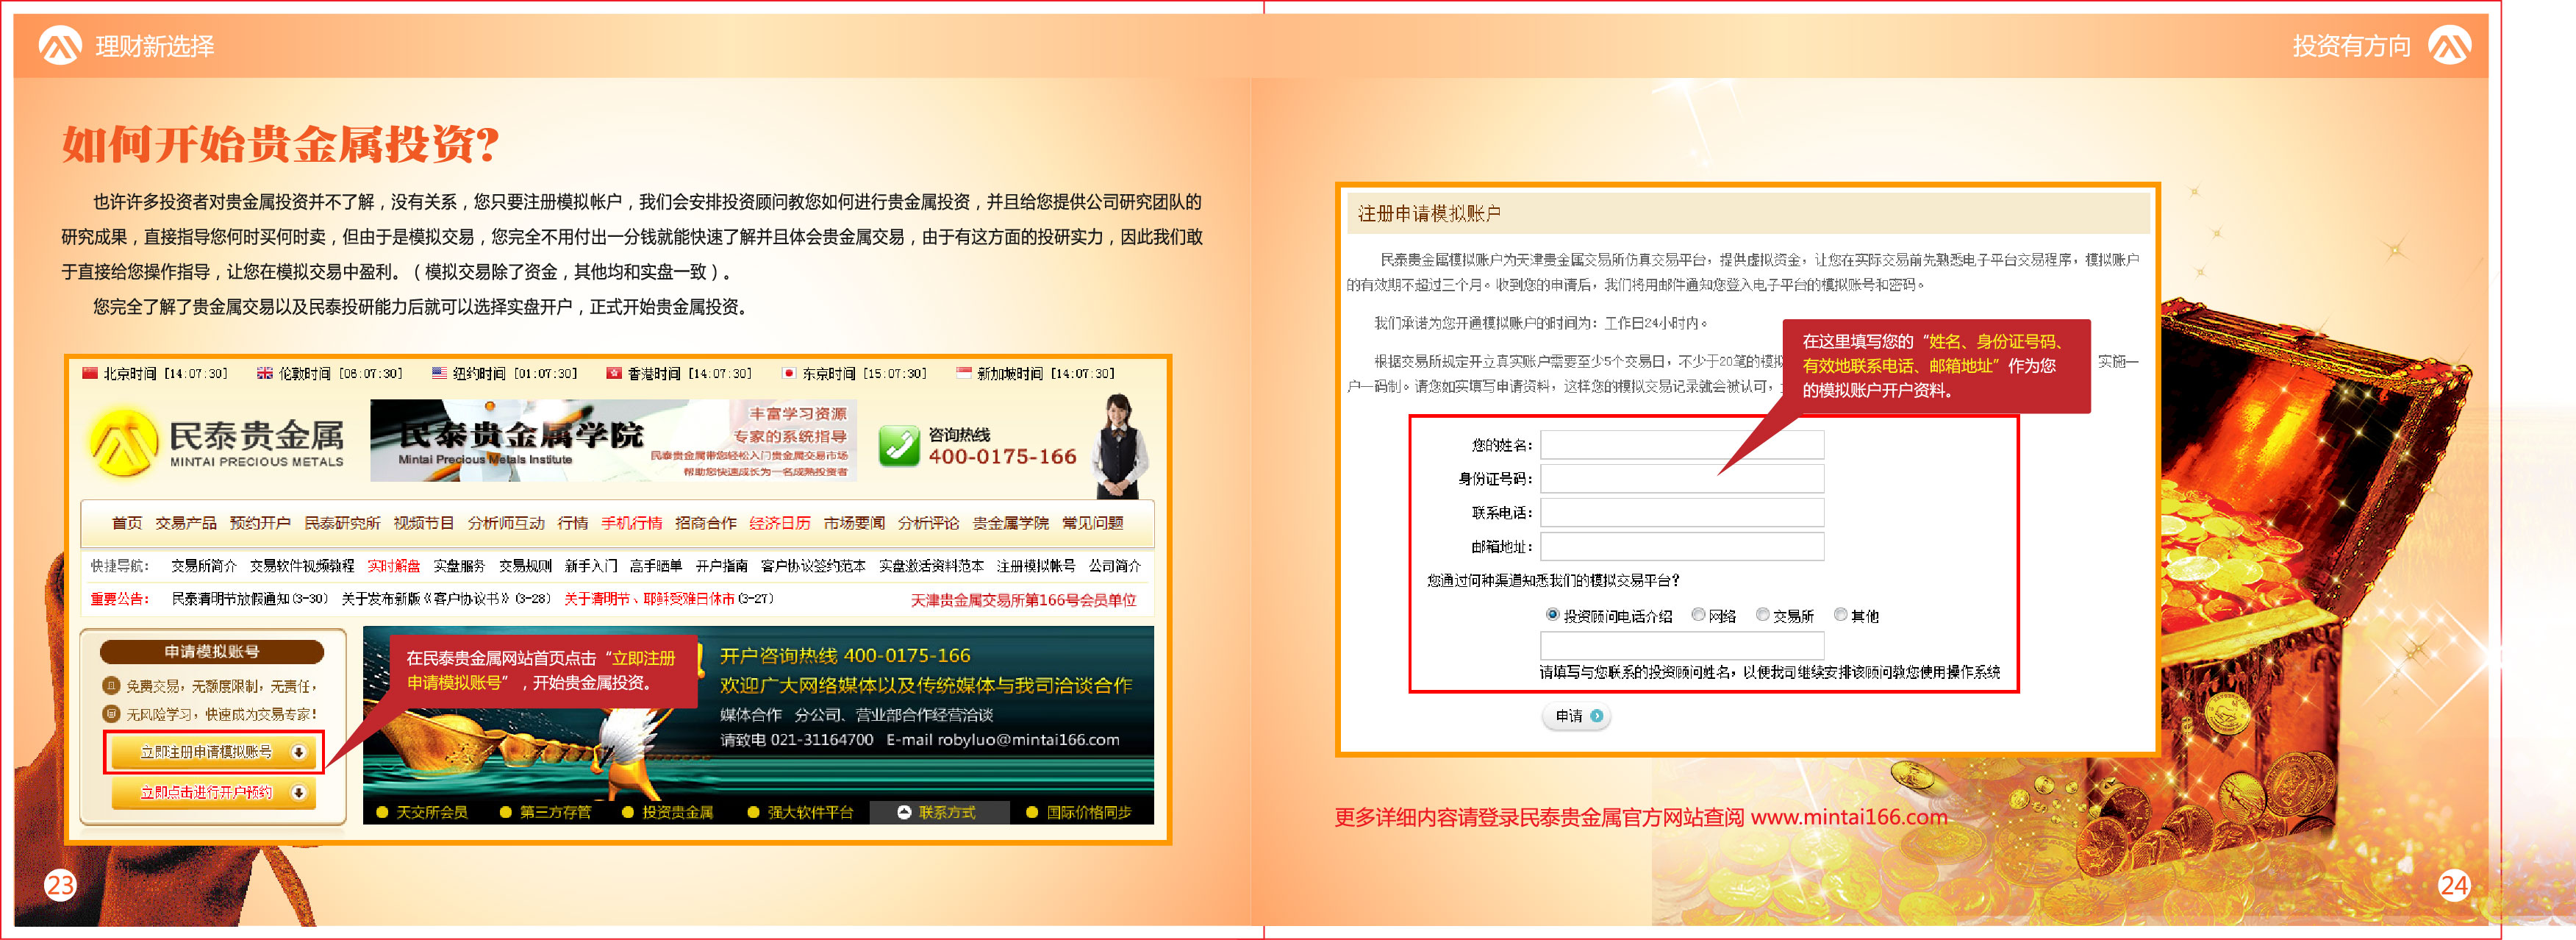 理财新选择
投资有方向
如何开始贵金属投资?
也许许多投资者对贵金属投资并不了解，没有关系，您只要注册模拟帐户，我们会安排投资顾问教您如何进行贵金属投资，并且给您提供公司研究团队的
研究成果，直接指导您何时买何时卖，但由于是模拟交易，您完全不用付出一分钱就能快速了解并且体会贵金属交易，由于有这方面的投研实力，因此我们敢
于直接给您操作指导，让您在模拟交易中盈利。（模拟交易除了资金，其他均和实盘一致）。
您完全了解了贵金属交易以及民泰投研能力后就可以选择实盘开户，正式开始贵金属投资。
北京时间 [14:07:30] 伦敦时间 [06:07:30] 纽约时间 [01:07:30] 香港时间 [14:07:30] 东京时间 [15:07:30] 新加坡时间 [14:07:30]
民泰贵金属
MINTAI PRECIOUS METALS
民泰贵金属学院
Mintai Precious Metals Institute
丰富学习资源
专家的系统指导
民泰贵金属带您轻松入门贵金属交易市场
帮助您快速成长为一名成熟投资者
咨询热线
400-0175-166
首页 交易产品 预约开户 民泰研究所 视频节目 分析师互动 行情 手机行情 招商合作 经济日历 市场要闻 分析评论 贵金属学院 常见问题
快捷导航： 交易所简介 交易软件视频教程 实时解盘 实盘服务 交易规则 新手入门 高手晒单 开户指南 客户协议签约范本 实盘激活资料范本 注册模拟帐号 公司简介
重要公告： 民泰清明节放假通知(3-30) 关于发布新版《客户协议书》(3-28) 关于清明节、耶稣受难日休市(3-27) 天津贵金属交易所第166号会员单位
申请模拟账号
免费交易，无额度限制，无责任，
无风险学习，快速成为交易专家！
立即注册申请模拟账号
立即点击进行开户预约
在民泰贵金属网站首页点击“立即注册
申请模拟账号”，开始贵金属投资。
开户咨询热线 400-0175-166
欢迎广大网络媒体以及传统媒体与我司洽谈合作
媒体合作 分公司、营业部合作经营洽谈
请致电 021-31164700 E-mail robyluo@mintai166.com
天交所会员 第三方存管 投资贵金属 强大软件平台 联系方式 国际价格同步
23
注册申请模拟账户
民泰贵金属模拟账户为天津贵金属交易所仿真交易平台，提供虚拟资金，让您在实际交易前先熟悉电子平台交易程序，模拟账户
的有效期不超过三个月。收到您的申请后，我们将用邮件通知您登入电子平台的模拟账号和密码。
我们承诺为您开通模拟账户的时间为：工作日24小时内。
根据交易所规定开立真实账户需要至少5个交易日，不少于20笔的模拟 实施一
户一码制。请您如实填写申请资料，这样您的模拟交易记录就会被认可，
在这里填写您的“姓名、身份证号码、
有效地联系电话、邮箱地址”作为您
的模拟账户开户资料。
您的姓名：
身份证号码：
联系电话：
邮箱地址：
您通过何种渠道知悉我们的模拟交易平台?
投资顾问电话介绍 网络 交易所 其他
请填写与您联系的投资顾问姓名，以便我司继续安排该顾问教您使用操作系统
申请
更多详细内容请登录民泰贵金属官方网站查阅 www.mintai166.com
24